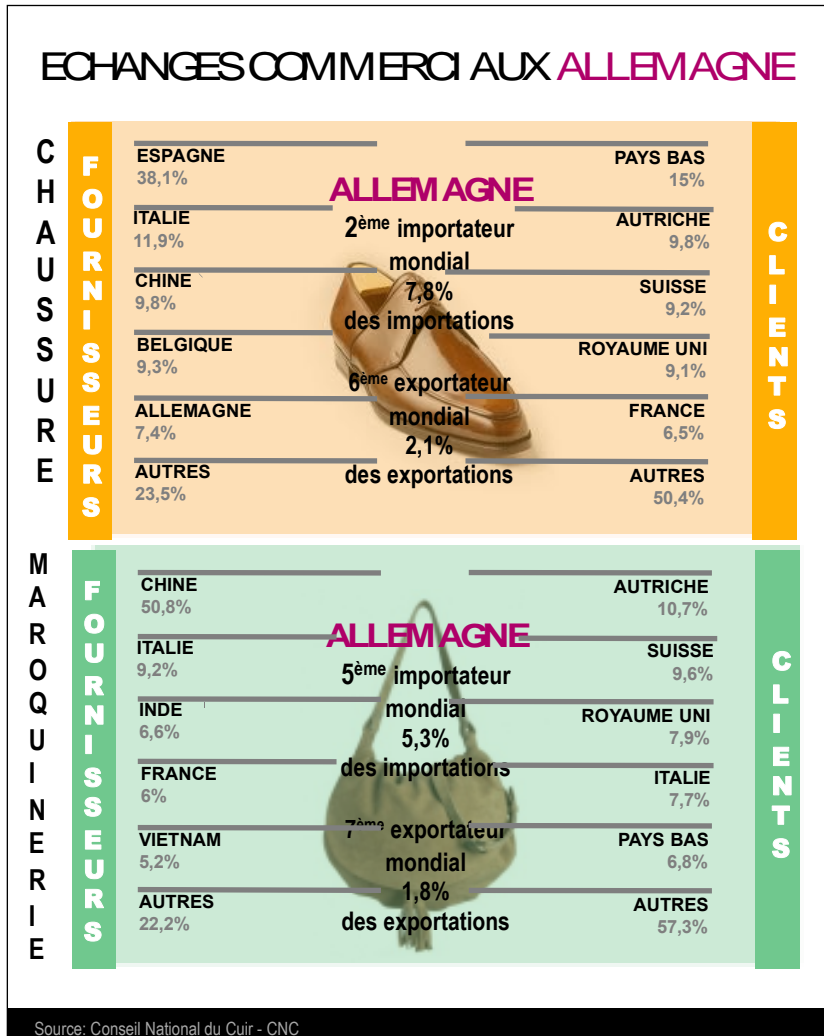 ECHANGES COMMERCIAUX ALLEMAGNE
CHAUSSURE
FOURNISSEURS
ESPAGNE
38,1%
ITALIE
11,9%
CHINE
9,8%
BELGIQUE
9,3%
ALLEMAGNE
7,4%
AUTRES
23,5%
ALLEMAGNE
2ème importateur
mondial
7,8%
des importations
6ème exportateur
mondial
2,1%
des exportations
PAYS BAS
15%
AUTRICHE
9,8%
SUISSE
9,2%
ROYAUME UNI
9,1%
FRANCE
6,5%
AUTRES
50,4%
CLIENTS
MAROQUINERIE
FOURNISSEURS
CHINE
50,8%
ITALIE
9,2%
INDE
6,6%
FRANCE
6%
VIETNAM
5,2%
AUTRES
22,2%
ALLEMAGNE
5ème importateur
mondial
5,3%
des importations
7ème exportateur
mondial
1,8%
des exportations
AUTRICHE
10,7%
SUISSE
9,6%
ROYAUME UNI
7,9%
ITALIE
7,7%
PAYS BAS
6,8%
AUTRES
57,3%
CLIENTS
Source: Conseil National du Cuir - CNC